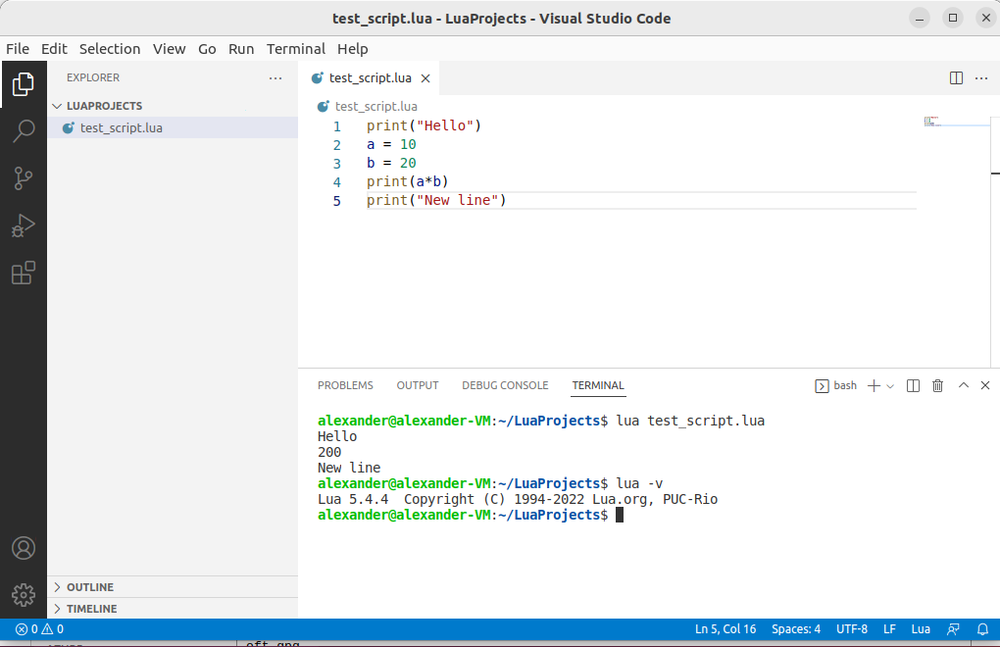 test_script.lua - LuaProjects - Visual Studio Code
File Edit Selection View Go Run Terminal Help
EXPLORER
LUAPROJECTS
test_script.lua
OUTLINE
TIMELINE
test_script.lua
test_script.lua
1 print("Hello")
2 a = 10
3 b = 20
4 print(a*b)
5 print("New line")
PROBLEMS OUTPUT DEBUG CONSOLE TERMINAL bash
alexander@alexander-VM:~/LuaProjects$ lua test_script.lua
Hello
200
New line
alexander@alexander-VM:~/LuaProjects$ lua -v
Lua 5.4.4  Copyright (C) 1994-2022 Lua.org, PUC-Rio
alexander@alexander-VM:~/LuaProjects$
0 0 Ln 5, Col 16 Spaces: 4 UTF-8 LF Lua